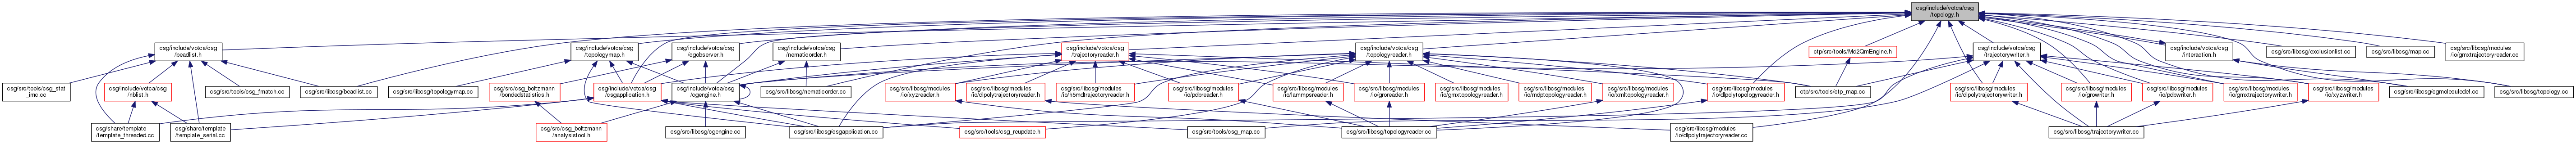 csg/include/votca/csg
/topology.h
csg/include/votca/csg
/beadlist.h
csg/include/votca/csg
/topologymap.h
csg/include/votca/csg
/cgobserver.h
csg/include/votca/csg
/nematicorder.h
csg/include/votca/csg
/trajectoryreader.h
csg/include/votca/csg
/topologyreader.h
ctp/src/tools/Md2QmEngine.h
csg/include/votca/csg
/trajectorywriter.h
csg/include/votca/csg
/interaction.h
csg/src/libcsg/exclusionlist.cc
csg/src/libcsg/map.cc
csg/src/libcsg/modules
/io/gmxtrajectoryreader.cc
csg/src/tools/csg_stat
_imc.cc
csg/include/votca/csg
/nblist.h
csg/src/tools/csg_fmatch.cc
csg/src/libcsg/beadlist.cc
csg/src/libcsg/topologymap.cc
csg/src/csg_boltzmann
/bondedstatistics.h
csg/include/votca/csg
/csgapplication.h
csg/include/votca/csg
/cgengine.h
csg/src/libcsg/nematicorder.cc
csg/src/libcsg/modules
/io/xyzreader.h
csg/src/libcsg/modules
/io/dlpolytrajectoryreader.h
csg/src/libcsg/modules
/io/h5mdtrajectoryreader.h
csg/src/libcsg/modules
/io/pdbreader.h
csg/src/libcsg/modules
/io/lammpsreader.h
csg/src/libcsg/modules
/io/groreader.h
csg/src/libcsg/modules
/io/gmxtopologyreader.h
csg/src/libcsg/modules
/io/mdptopologyreader.h
csg/src/libcsg/modules
/io/xmltopologyreader.h
csg/src/libcsg/modules
/io/dlpolytopologyreader.h
ctp/src/tools/ctp_map.cc
csg/src/libcsg/modules
/io/dlpolytrajectorywriter.h
csg/src/libcsg/modules
/io/growriter.h
csg/src/libcsg/modules
/io/pdbwriter.h
csg/src/libcsg/modules
/io/gmxtrajectorywriter.h
csg/src/libcsg/modules
/io/xyzwriter.h
csg/src/libcsg/cgmoleculedef.cc
csg/src/libcsg/topology.cc
csg/share/template
/template_threaded.cc
csg/share/template
/template_serial.cc
csg/src/csg_boltzmann
/analysistool.h
csg/src/libcsg/cgengine.cc
csg/src/libcsg/csgapplication.cc
csg/src/tools/csg_reupdate.h
csg/src/tools/csg_map.cc
csg/src/libcsg/topologyreader.cc
csg/src/libcsg/modules
/io/dlpolytrajectoryreader.cc
csg/src/libcsg/trajectorywriter.cc